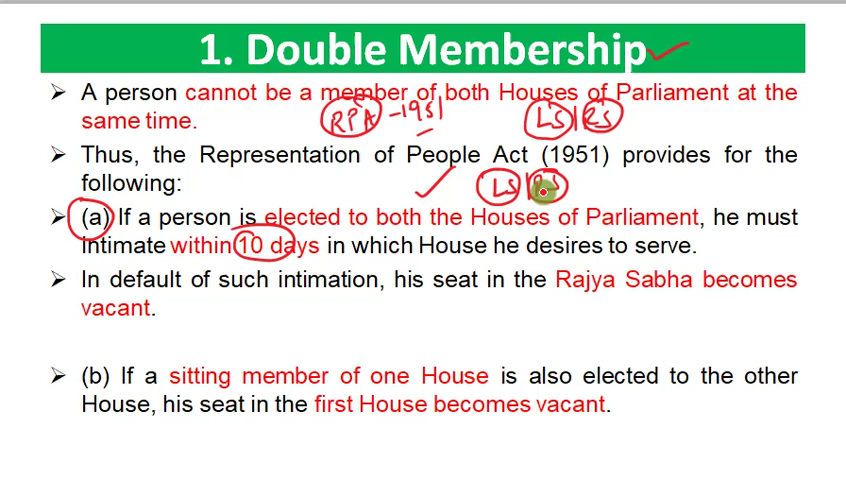 1. Double Membership
➢ A person cannot be a member of both Houses of Parliament at the
same time.
RPA -1951
LS|RS
➢ Thus, the Representation of People Act (1951) provides for the
following:
LS|RS
➢ (a) If a person is elected to both the Houses of Parliament, he must
intimate within 10 days in which House he desires to serve.
➢ In default of such intimation, his seat in the Rajya Sabha becomes
vacant.
➢ (b) If a sitting member of one House is also elected to the other
House, his seat in the first House becomes vacant.